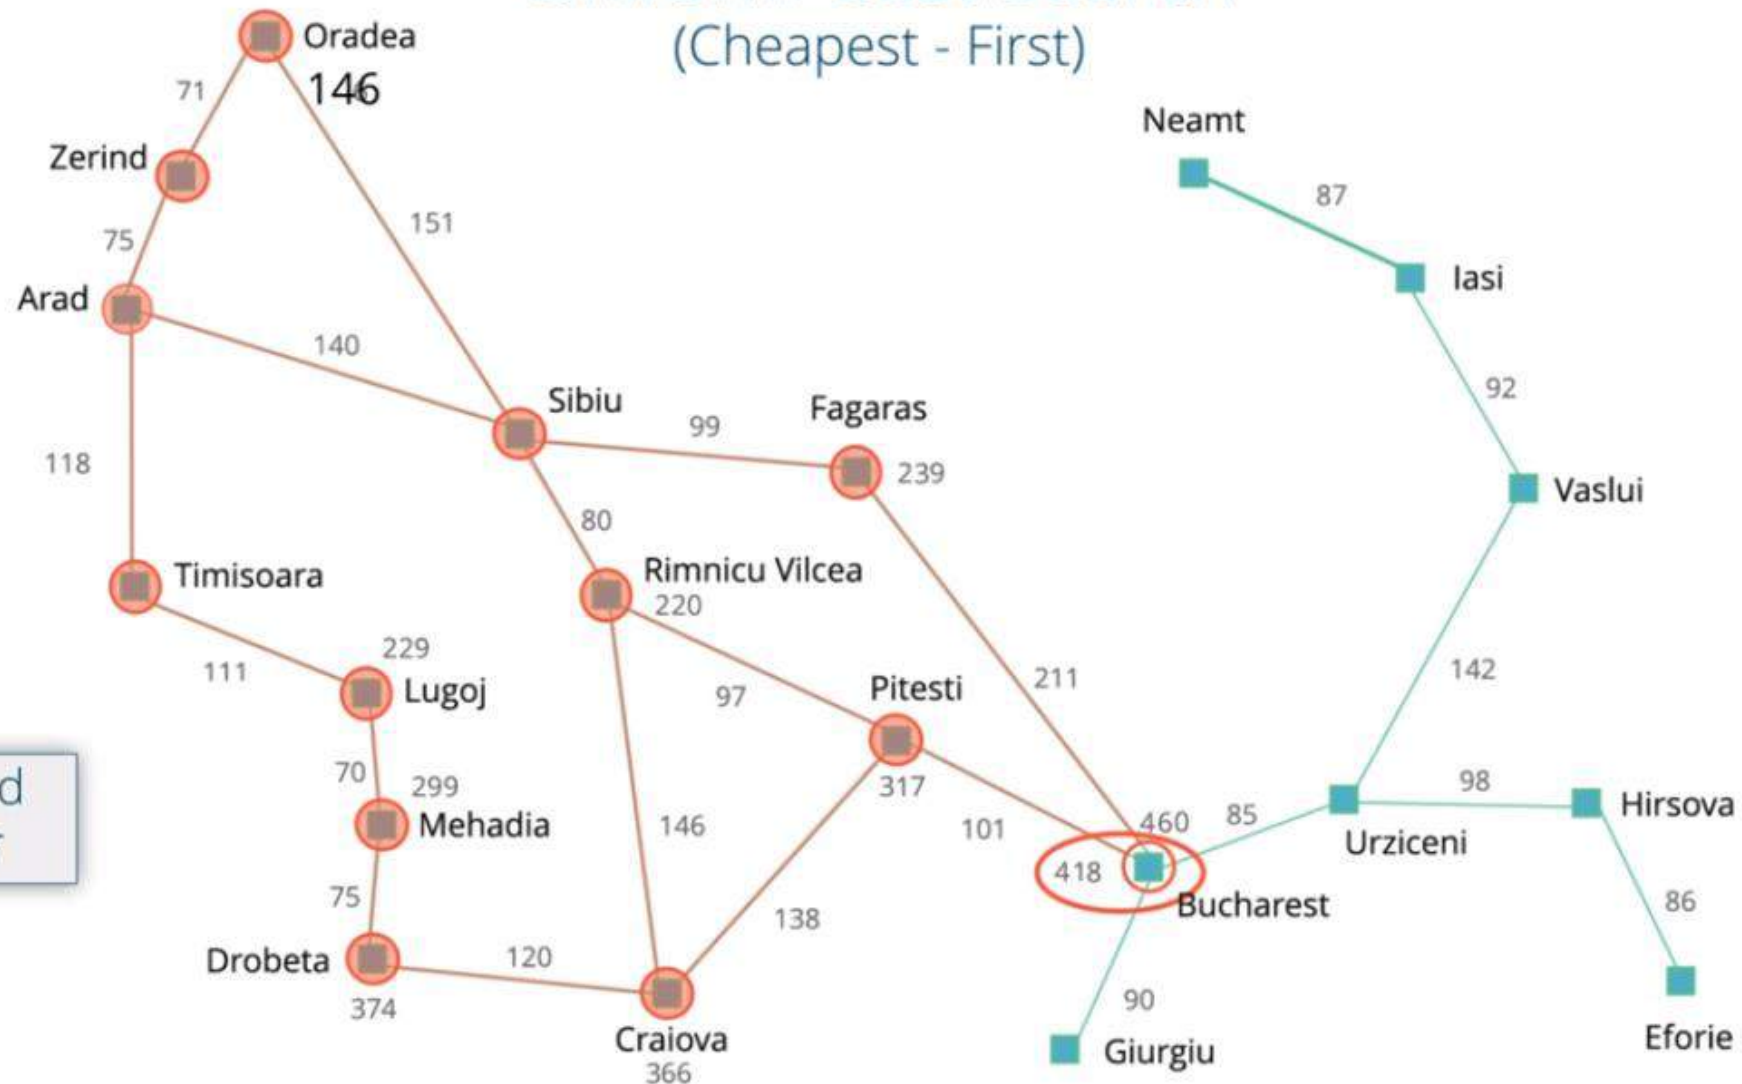 (Cheapest - First)
Oradea
146
71
Neamt
Zerind
87
75
151
Iasi
Arad
140
92
Sibiu
Fagaras
99
118
239
Vaslui
80
Timisoara
Rimnicu Vilcea
220
229
111
Lugoj
97
Pitesti
211
142
d
70
299
317
98
Hirsova
Mehadia
146
101
460
85
Urziceni
418
Bucharest
75
138
86
Drobeta
120
374
90
Craiova
366
Giurgiu
Eforie